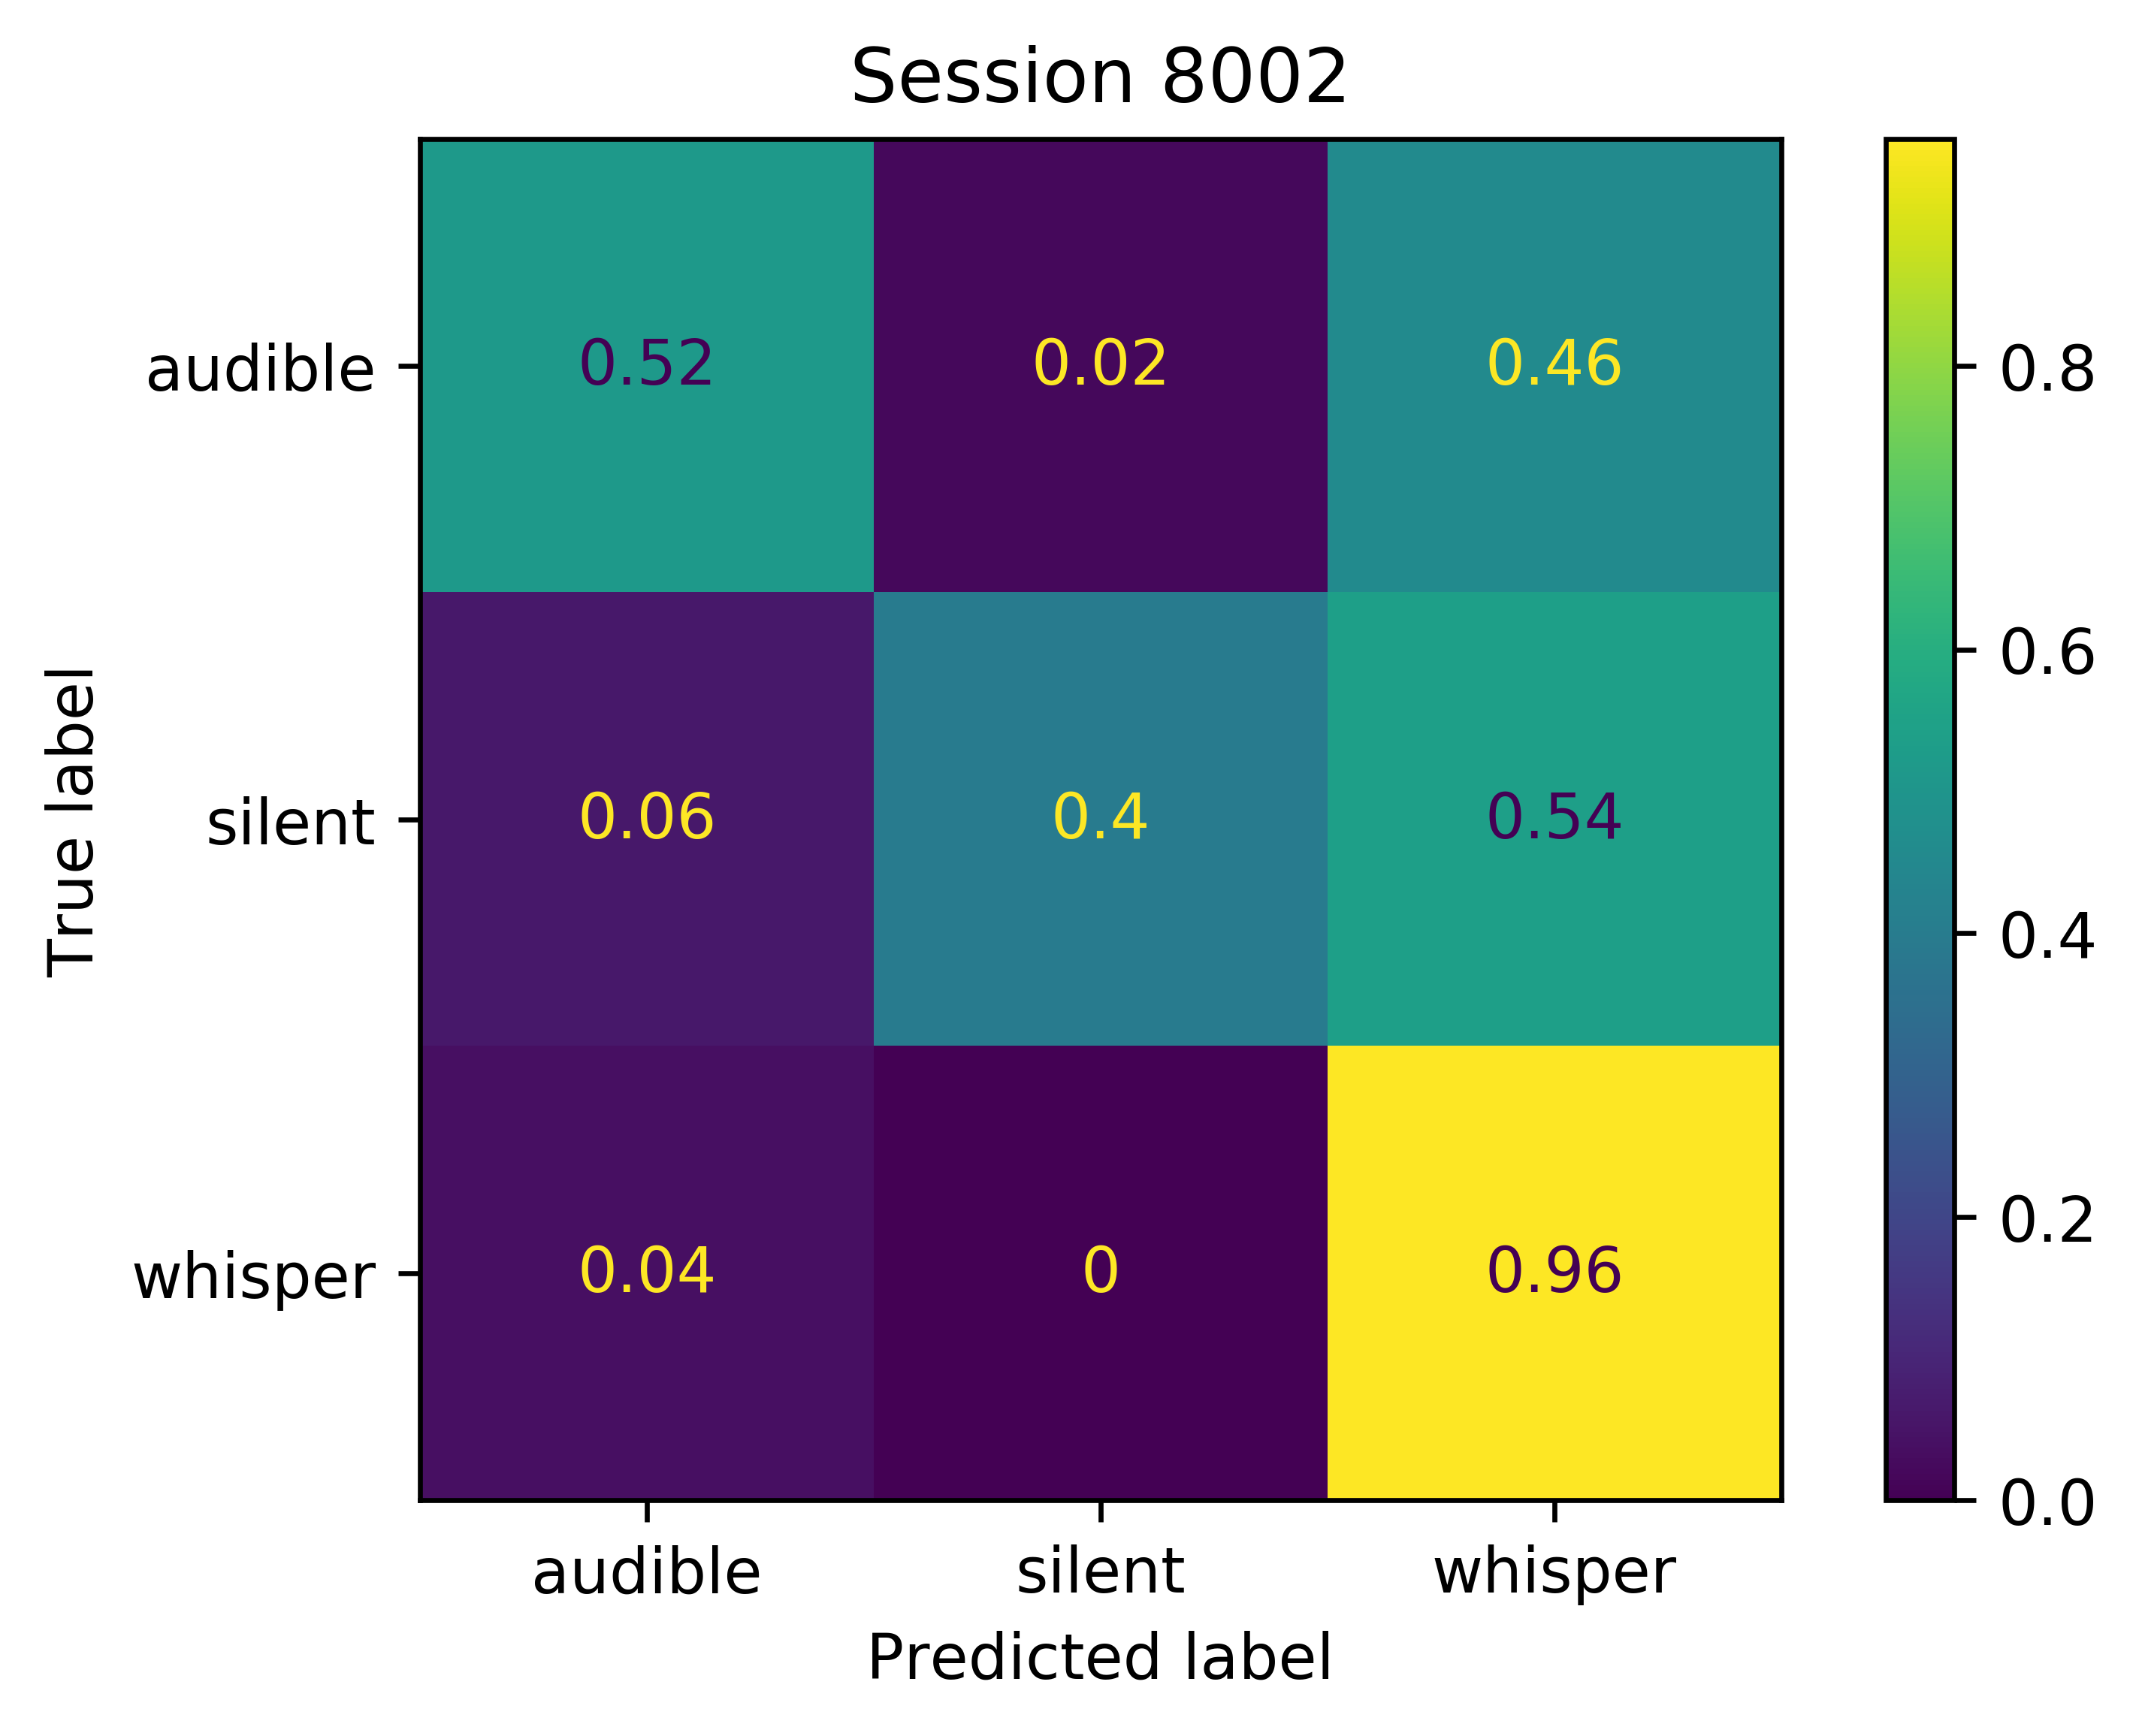 Session 8002
True label
audible
0.52
0.02
0.46
silent
0.06
0.4
0.54
whisper
0.04
0
0.96
audible
silent
whisper
Predicted label
0.8
0.6
0.4
0.2
0.0